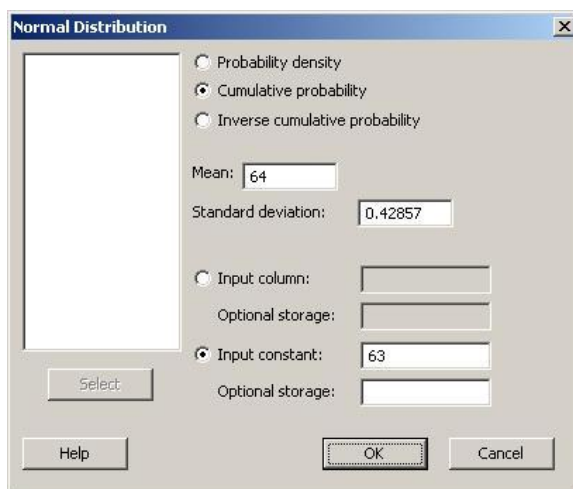 Normal Distribution
Probability density
Cumulative probability
Inverse cumulative probability
Mean: 64
Standard deviation: 0.42857
Input column:
Optional storage:
Input constant: 63
Optional storage:
Select
Help OK Cancel